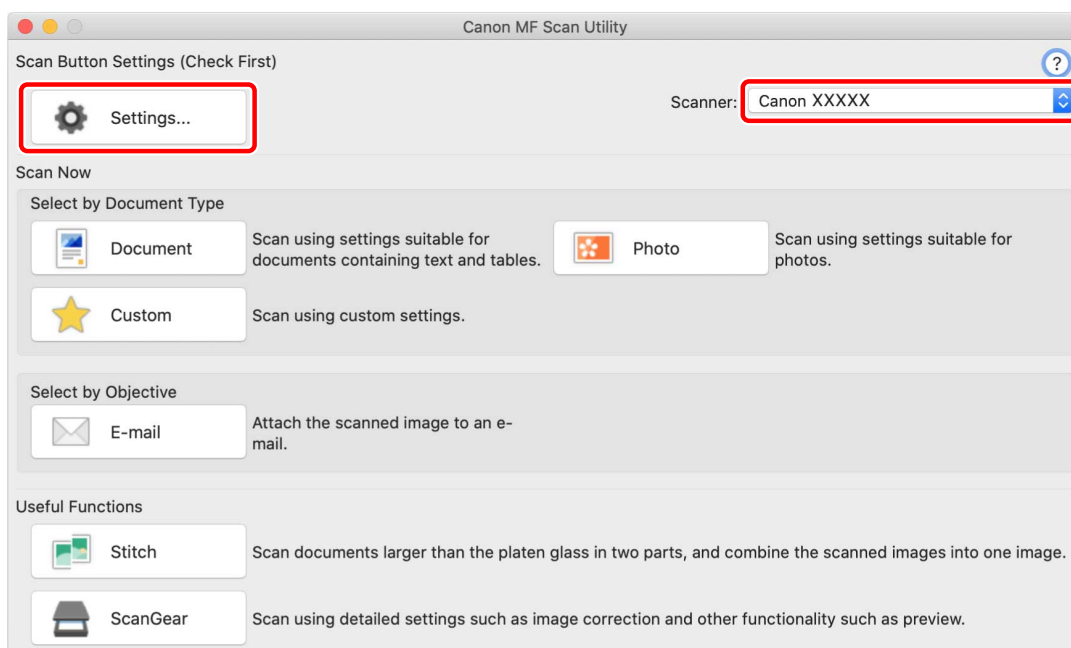 Canon MF Scan Utility
Scan Button Settings (Check First)
?
Settings...
Scanner: Canon XXXXX
Scan Now
Select by Document Type
Document
Scan using settings suitable for
documents containing text and tables.
Photo
Scan using settings suitable for
photos.
Custom
Scan using custom settings.
Select by Objective
E-mail
Attach the scanned image to an e-
mail.
Useful Functions
Stitch
Scan documents larger than the platen glass in two parts, and combine the scanned images into one image.
ScanGear
Scan using detailed settings such as image correction and other functionality such as preview.